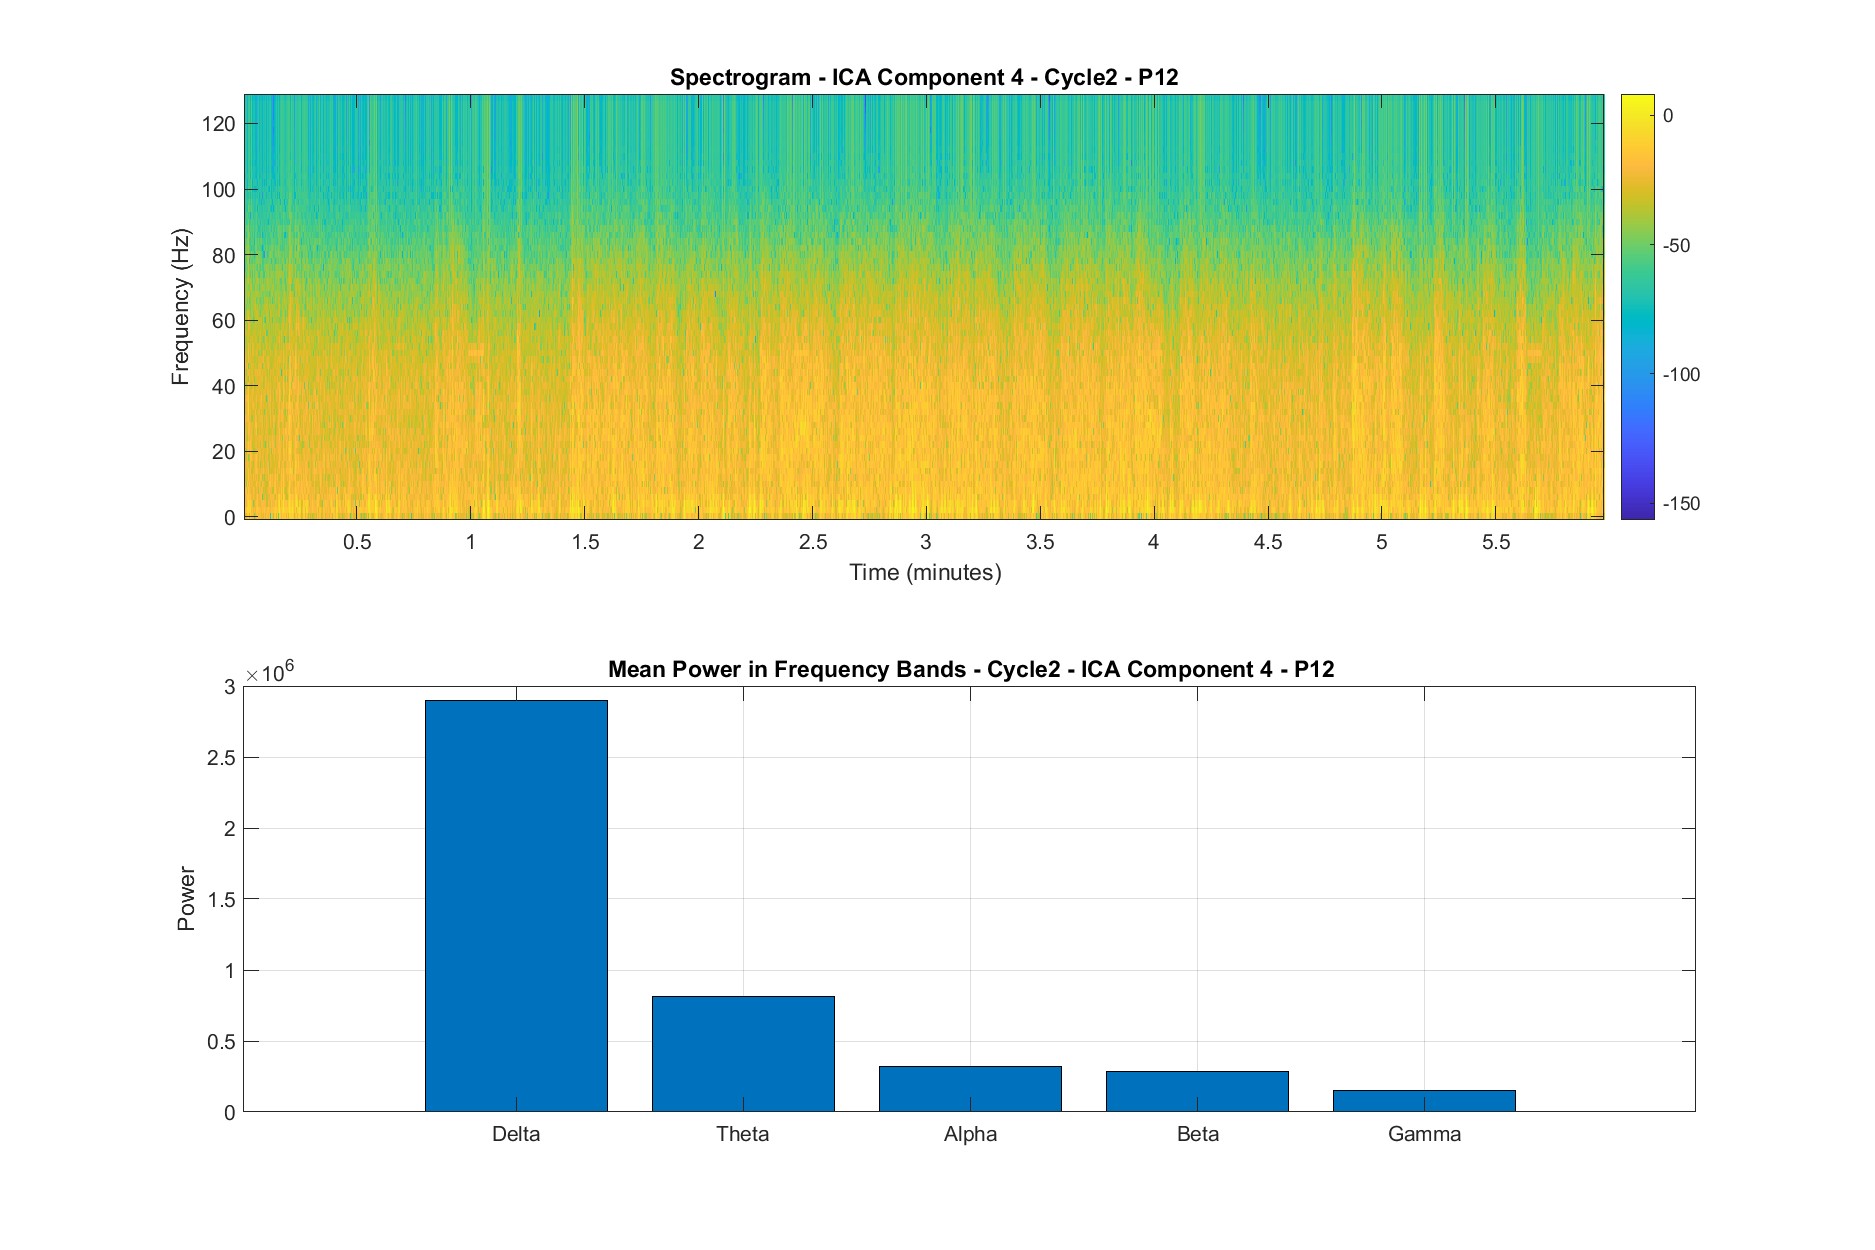 Spectrogram - ICA Component 4 - Cycle2 - P12
120
100
80
60
40
20
0
Frequency (Hz)
0
-50
-100
-150
0.5 1 1.5 2 2.5 3 3.5 4 4.5 5 5.5
Time (minutes)
Mean Power in Frequency Bands - Cycle2 - ICA Component 4 - P12
×10⁶
3
2.5
2
1.5
1
0.5
0
Power
Delta Theta Alpha Beta Gamma